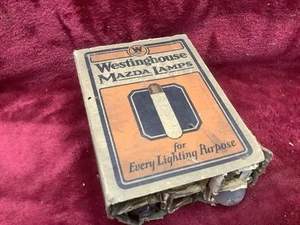 W
Westinghouse
MAZDA LAMPS
for
Every Lighting Purpose